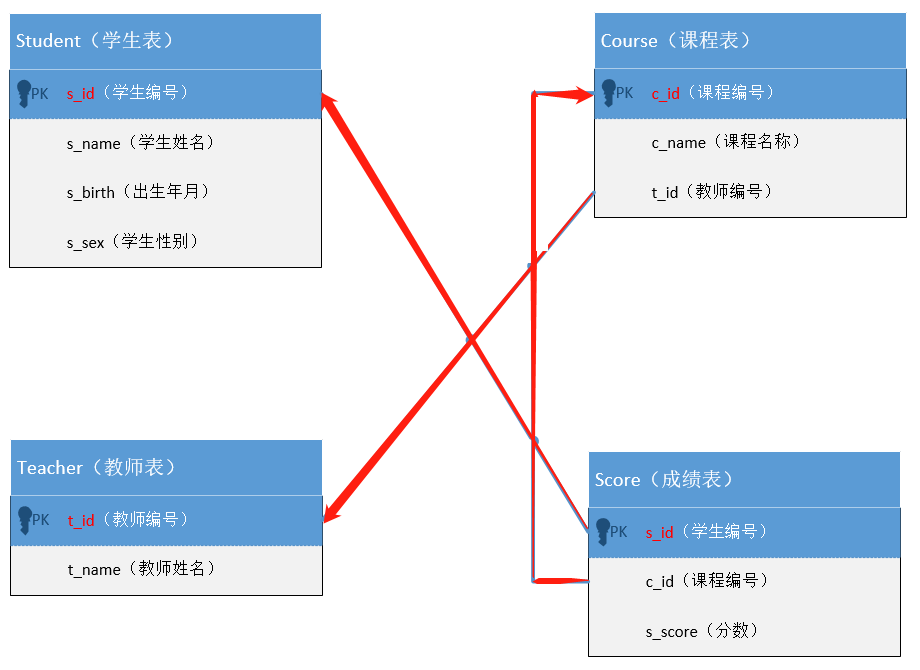 Student（学生表）
PK s_id（学生编号）
s_name（学生姓名）
s_birth（出生年月）
s_sex（学生性别）
Course（课程表）
PK c_id（课程编号）
c_name（课程名称）
t_id（教师编号）
Teacher（教师表）
PK t_id（教师编号）
t_name（教师姓名）
Score（成绩表）
PK s_id（学生编号）
c_id（课程编号）
s_score（分数）